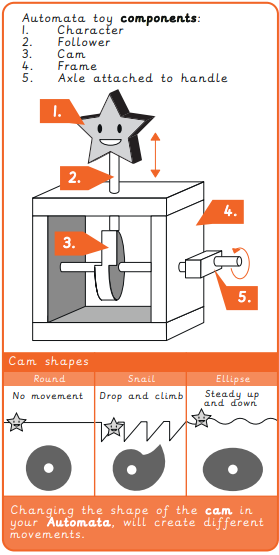 Automata toy components:
1. Character
2. Follower
3. Cam
4. Frame
5. Axle attached to handle
1.
2.
3.
4.
5.
Cam shapes
Round
Snail
Ellipse
No movement
Drop and climb
Steady up
and down
Changing the shape of the cam in
your Automata, will create different
movements.